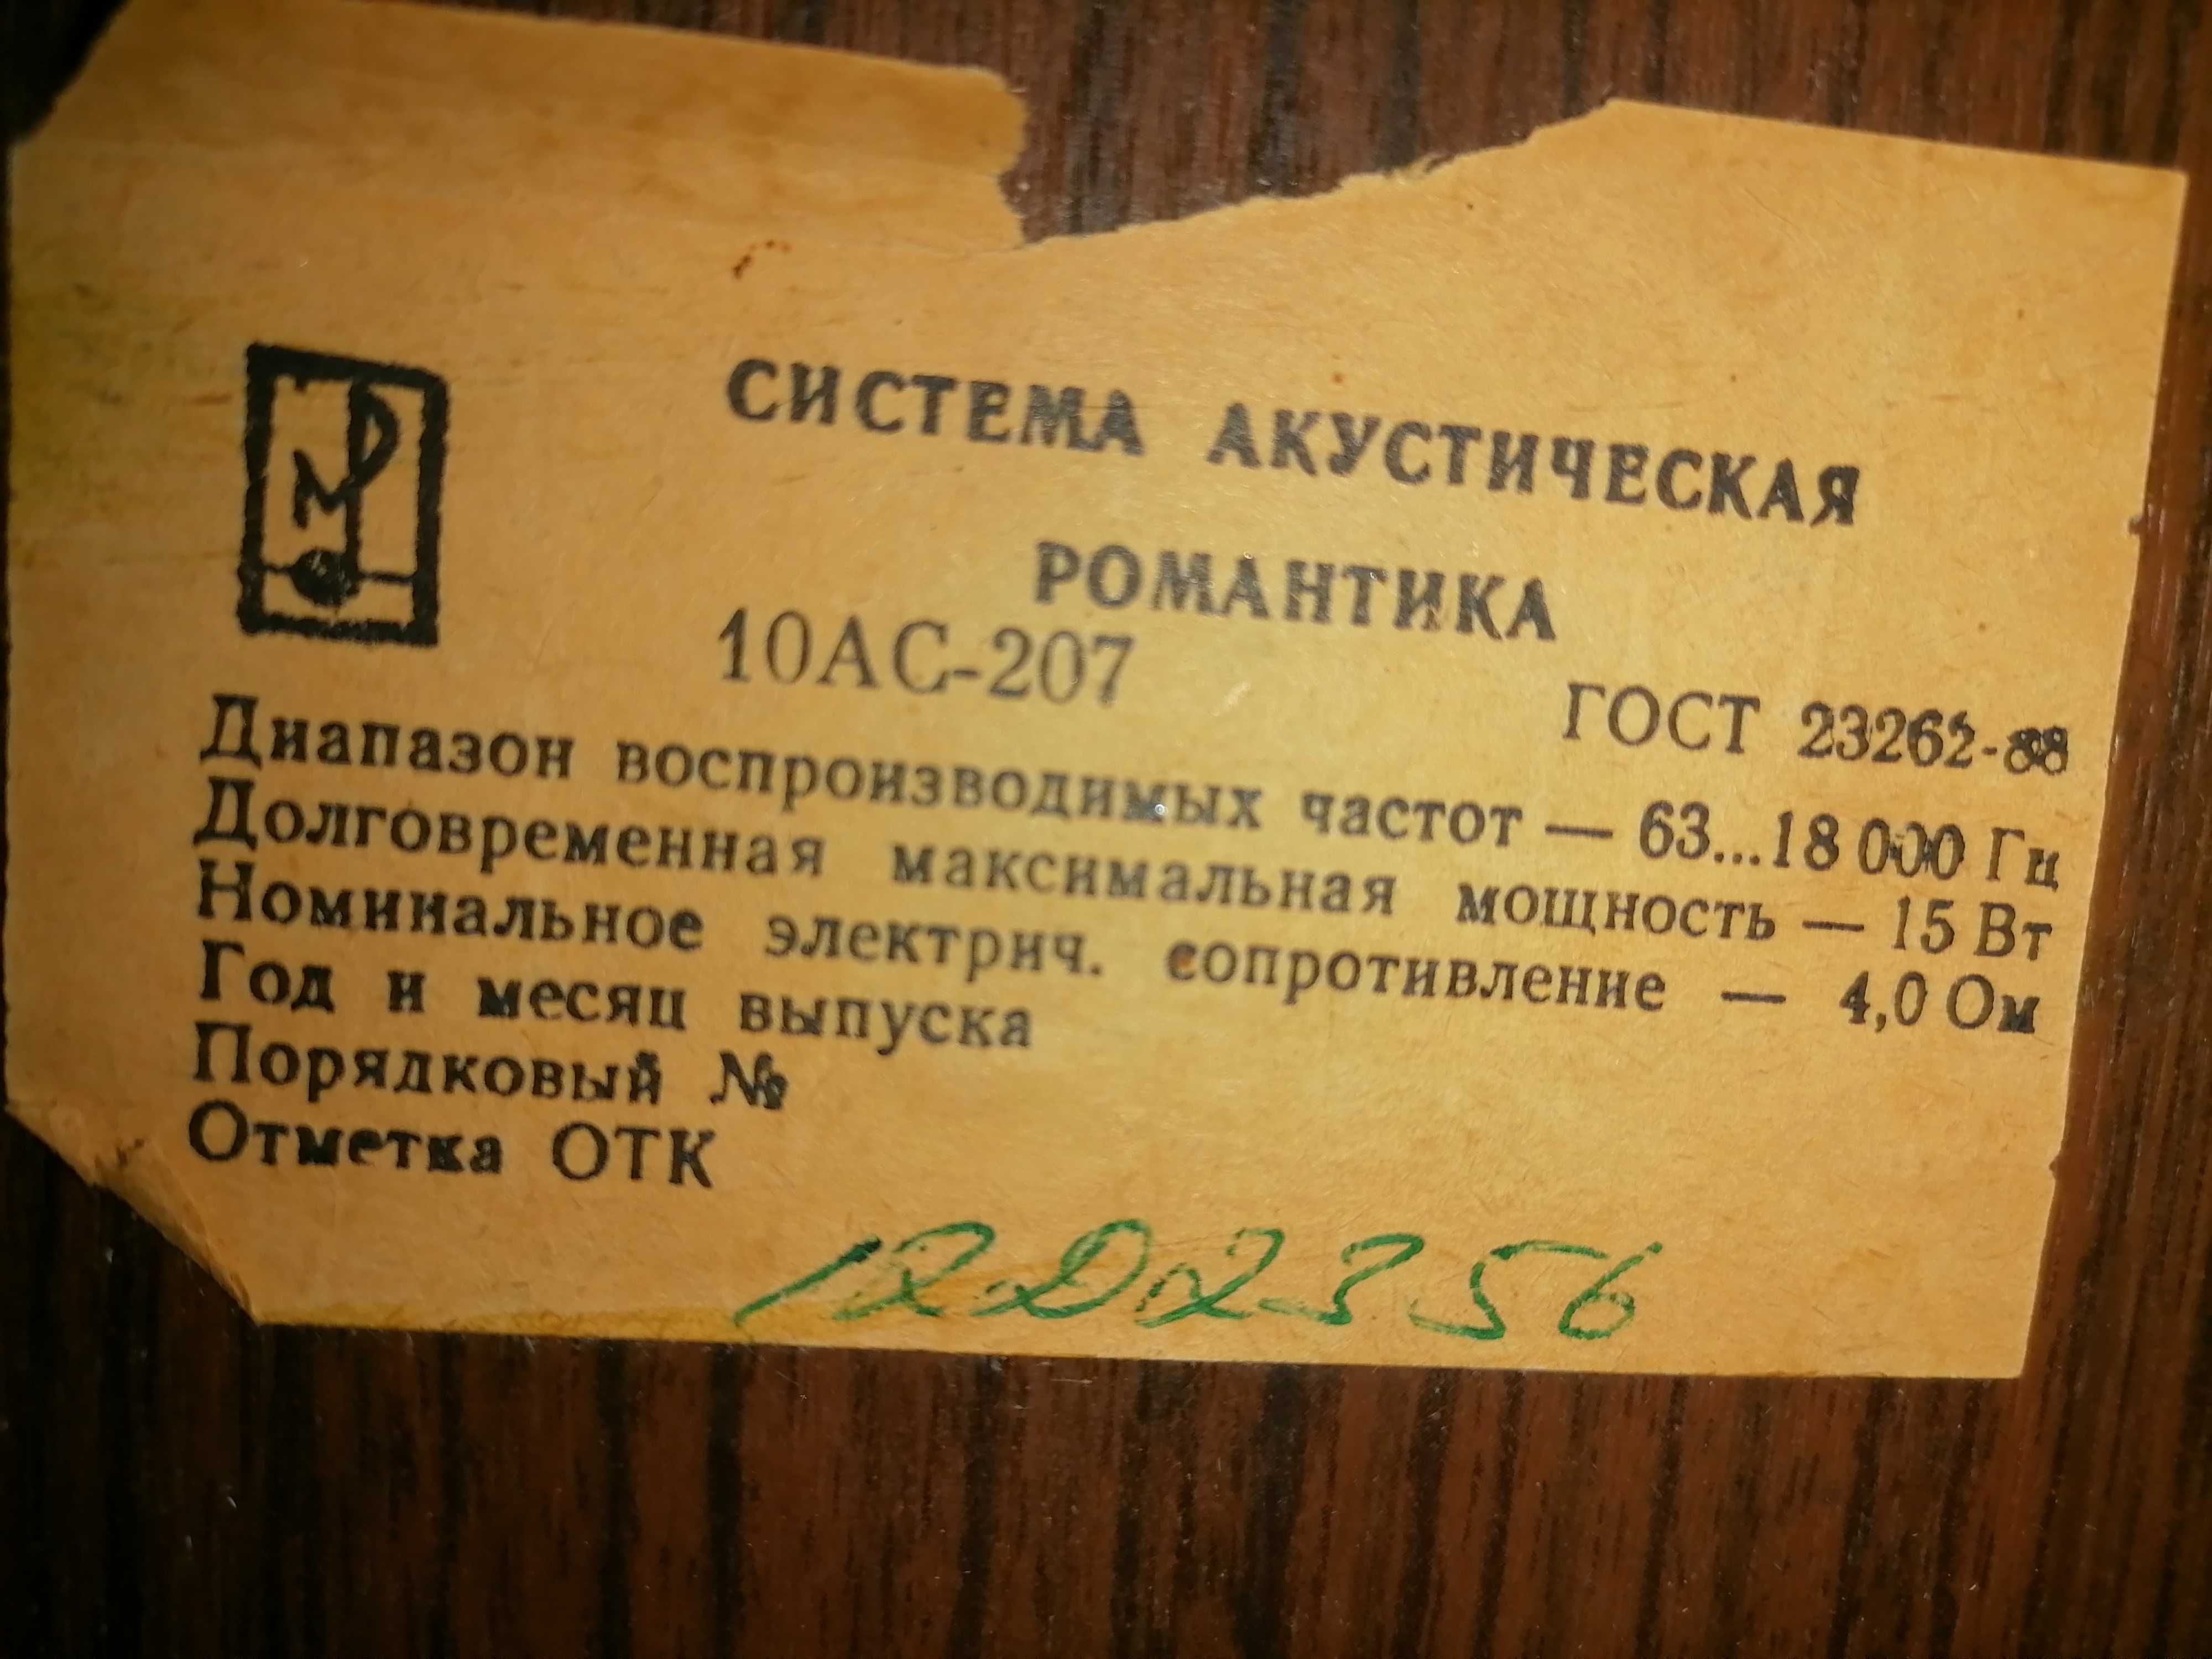 СИСТЕМА АКУСТИЧЕСКАЯ
РОМАНТИКА
10АС-207
ГОСТ 23262-88
Диапазон воспроизводимых частот — 63...18 000 Гц
Долговременная максимальная мощность — 15 Вт
Номинальное электрич. сопротивление — 4,0 Ом
Год и месяц выпуска
Порядковый №
Отметка ОТК